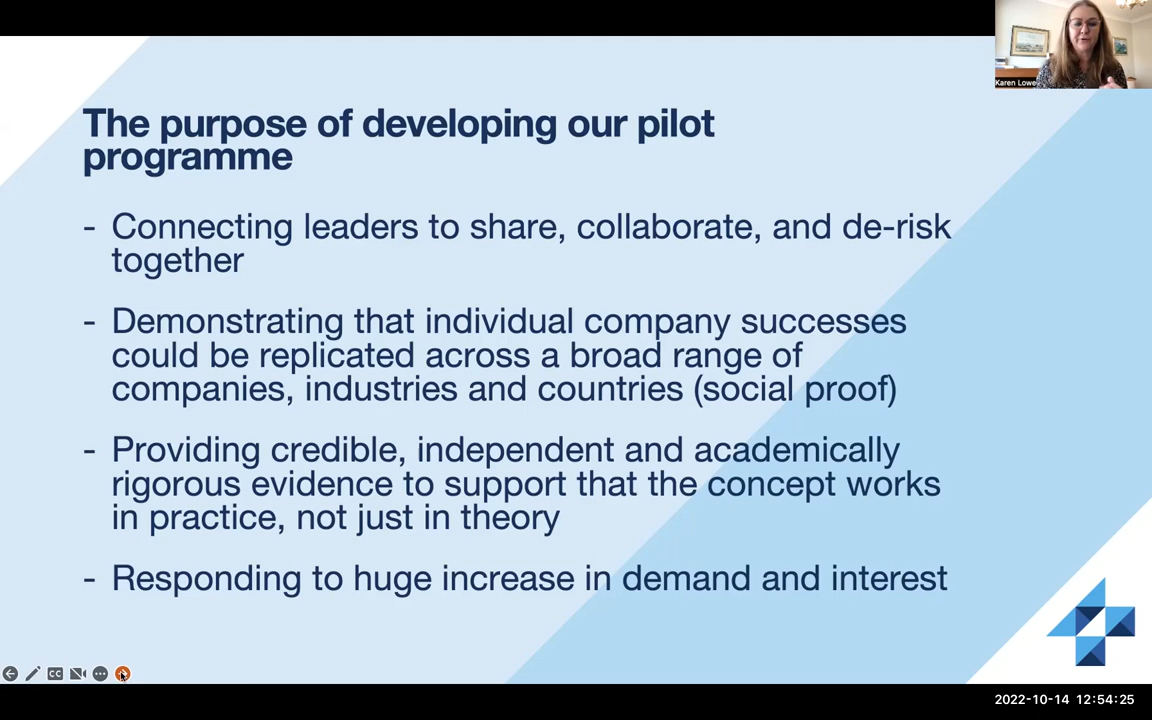 Karen Lowe
The purpose of developing our pilot
programme
- Connecting leaders to share, collaborate, and de-risk
together
- Demonstrating that individual company successes
could be replicated across a broad range of
companies, industries and countries (social proof)
- Providing credible, independent and academically
rigorous evidence to support that the concept works
in practice, not just in theory
- Responding to huge increase in demand and interest
CC
2022-10-14 12:54:25